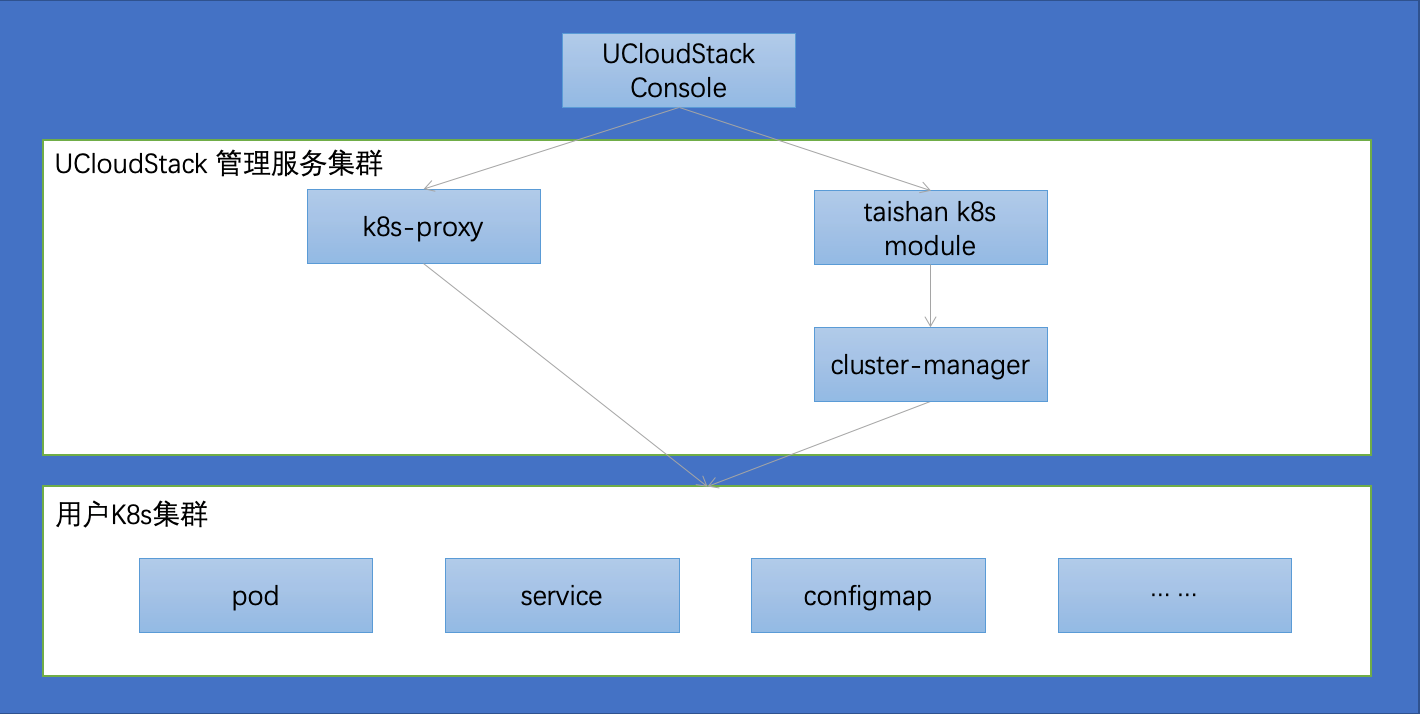 UCloudStack
Console
UCloudStack 管理服务集群
k8s-proxy
taishan k8s
module
cluster-manager
用户K8s集群
pod
service
configmap
... ...